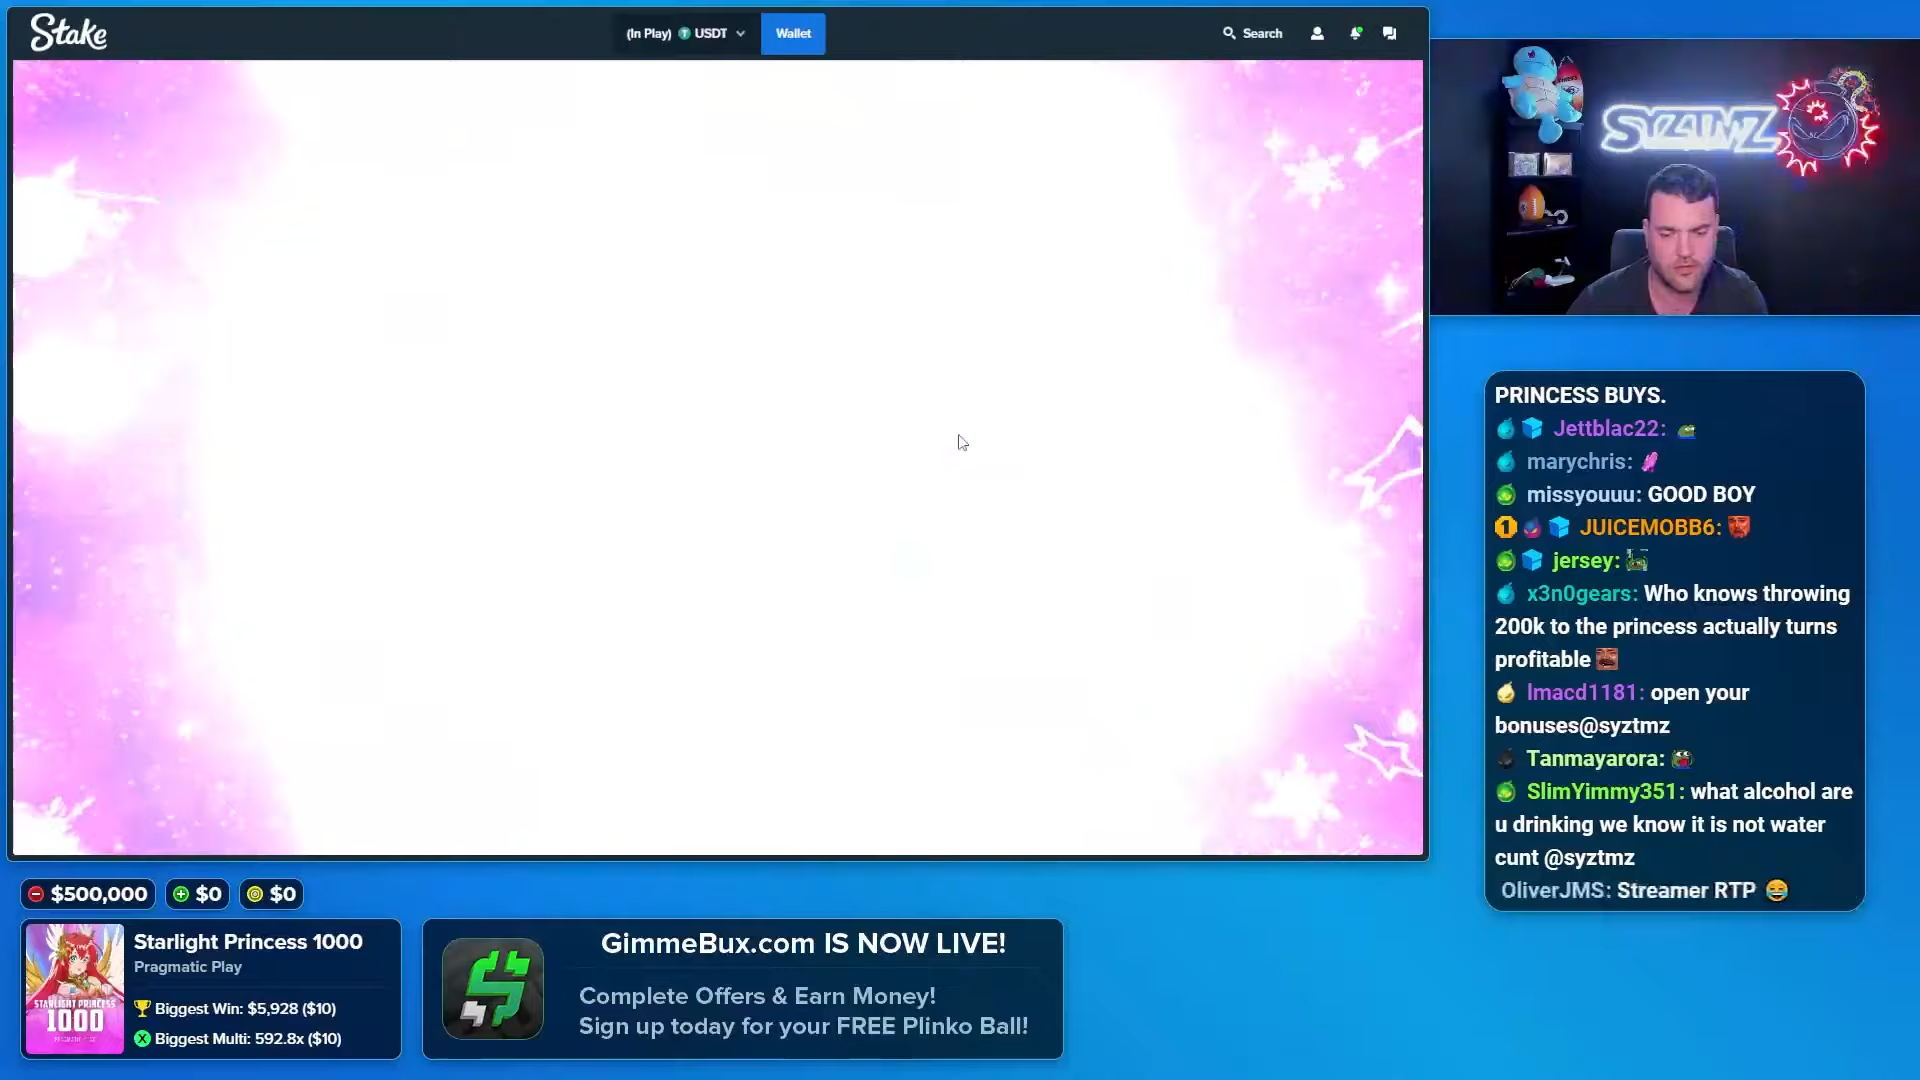 Stake
(In Play) USDT
Wallet
Search
SYZTMZ
PRINCESS BUYS.
Jettblac22:
marychris:
missyouuu: GOOD BOY
1 JUICEMOBB6:
jersey:
x3n0gears: Who knows throwing
200k to the princess actually turns
profitable
lmacd1181: open your
bonuses@syztmz
Tanmayarora:
SlimYimmy351: what alcohol are
u drinking we know it is not water
cunt @syztmz
OliverJMS: Streamer RTP 😂
$500,000 $0 $0
STARLIGHT PRINCESS
1000
Starlight Princess 1000
Pragmatic Play
Biggest Win: $5,928 ($10)
Biggest Multi: 592.8x ($10)
GimmeBux.com IS NOW LIVE!
Complete Offers & Earn Money!
Sign up today for your FREE Plinko Ball!